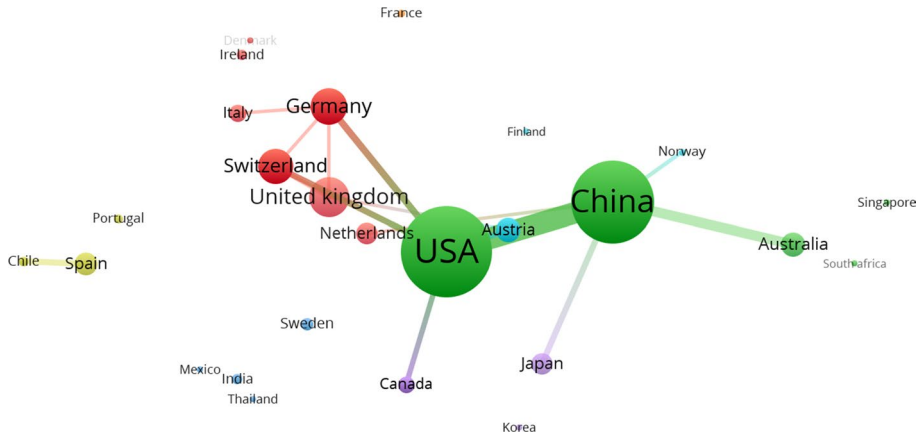 France
Denmark
Ireland
Germany
Italy
Finland
Norway
Switzerland
United kingdom
China
Singapore
Portugal
Netherlands
Austria
USA
Australia
Chile
Spain
South africa
Sweden
Japan
Mexico
India
Canada
Thailand
Korea